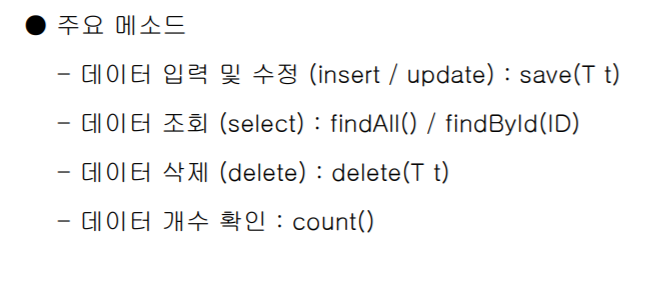 ● 주요 메소드
- 데이터 입력 및 수정 (insert / update) : save(T t)
- 데이터 조회 (select) : findAll() / findById(ID)
- 데이터 삭제 (delete) : delete(T t)
- 데이터 개수 확인 : count()